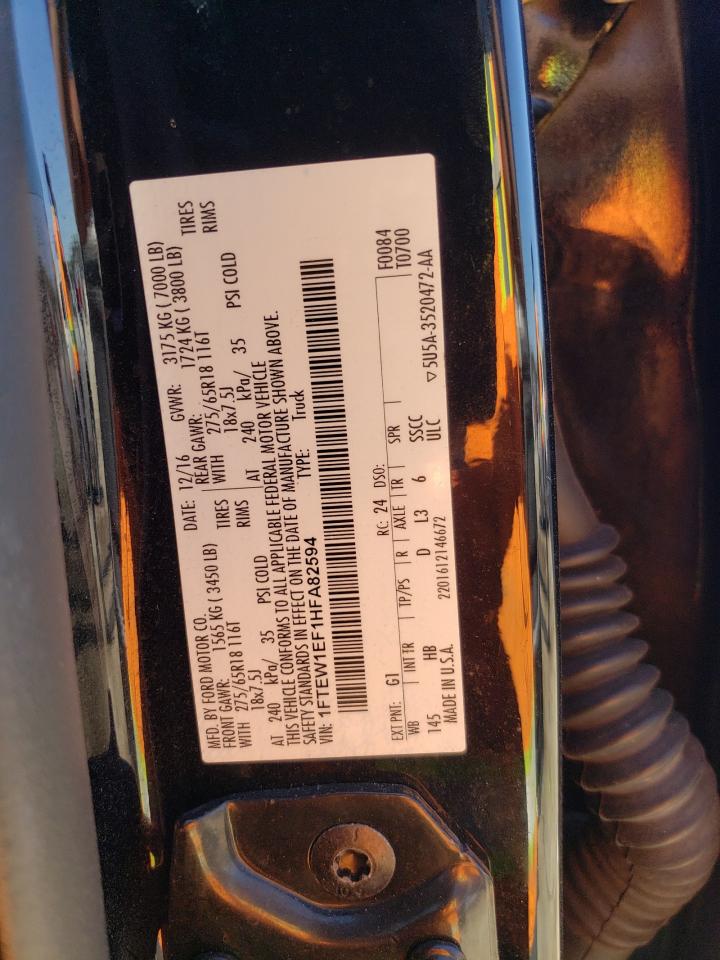 MFD. BY FORD MOTOR CO. DATE: 12/16 GVWR: 3175 KG ( 7000 LB)
FRONT GAWR: 1565 KG ( 3450 LB) REAR GAWR: 1724 KG ( 3800 LB)
WITH 275/65R18 116T TIRES WITH 275/65R18 116T TIRES
18x7.5J RIMS 18x7.5J RIMS
AT 240 kPa/ 35 PSI COLD AT 240 kPa/ 35 PSI COLD
THIS VEHICLE CONFORMS TO ALL APPLICABLE FEDERAL MOTOR VEHICLE
SAFETY STANDARDS IN EFFECT ON THE DATE OF MANUFACTURE SHOWN ABOVE.
VIN: 1FTEW1EF1HFA82594 TYPE: Truck
F0084
EXT PNT: G1 RC: 24 DSO: T0700
WB INT TR TP/PS R AXLE TR SPR
145 HB D L3 6 SSCC
MADE IN U.S.A. 2201612146672 ULC
▽5U5A-3520472-AA